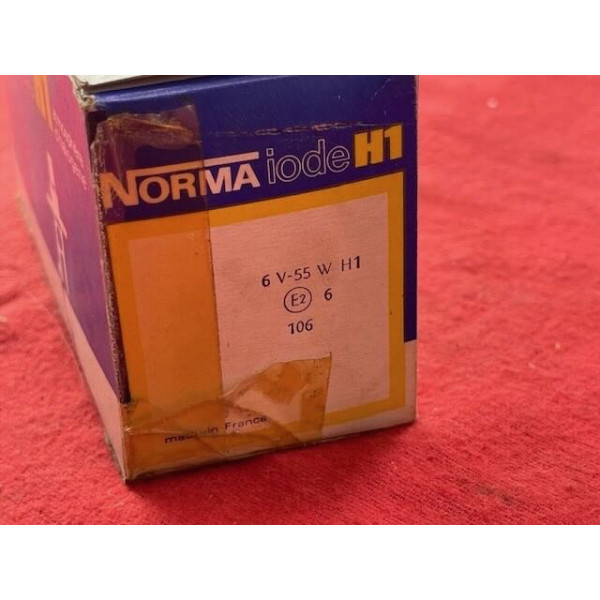 NORMA iode H1
6 V-55 W H1
E2 6
106
made in France